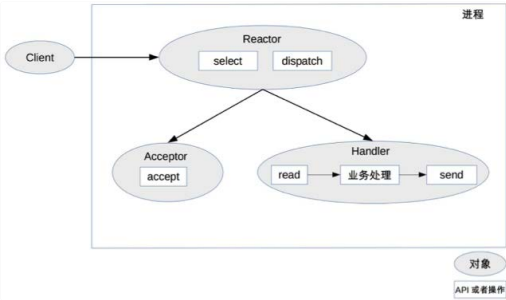 进程
Client
Reactor
select
dispatch
Acceptor
accept
Handler
read
业务处理
send
对象
API 或者操作